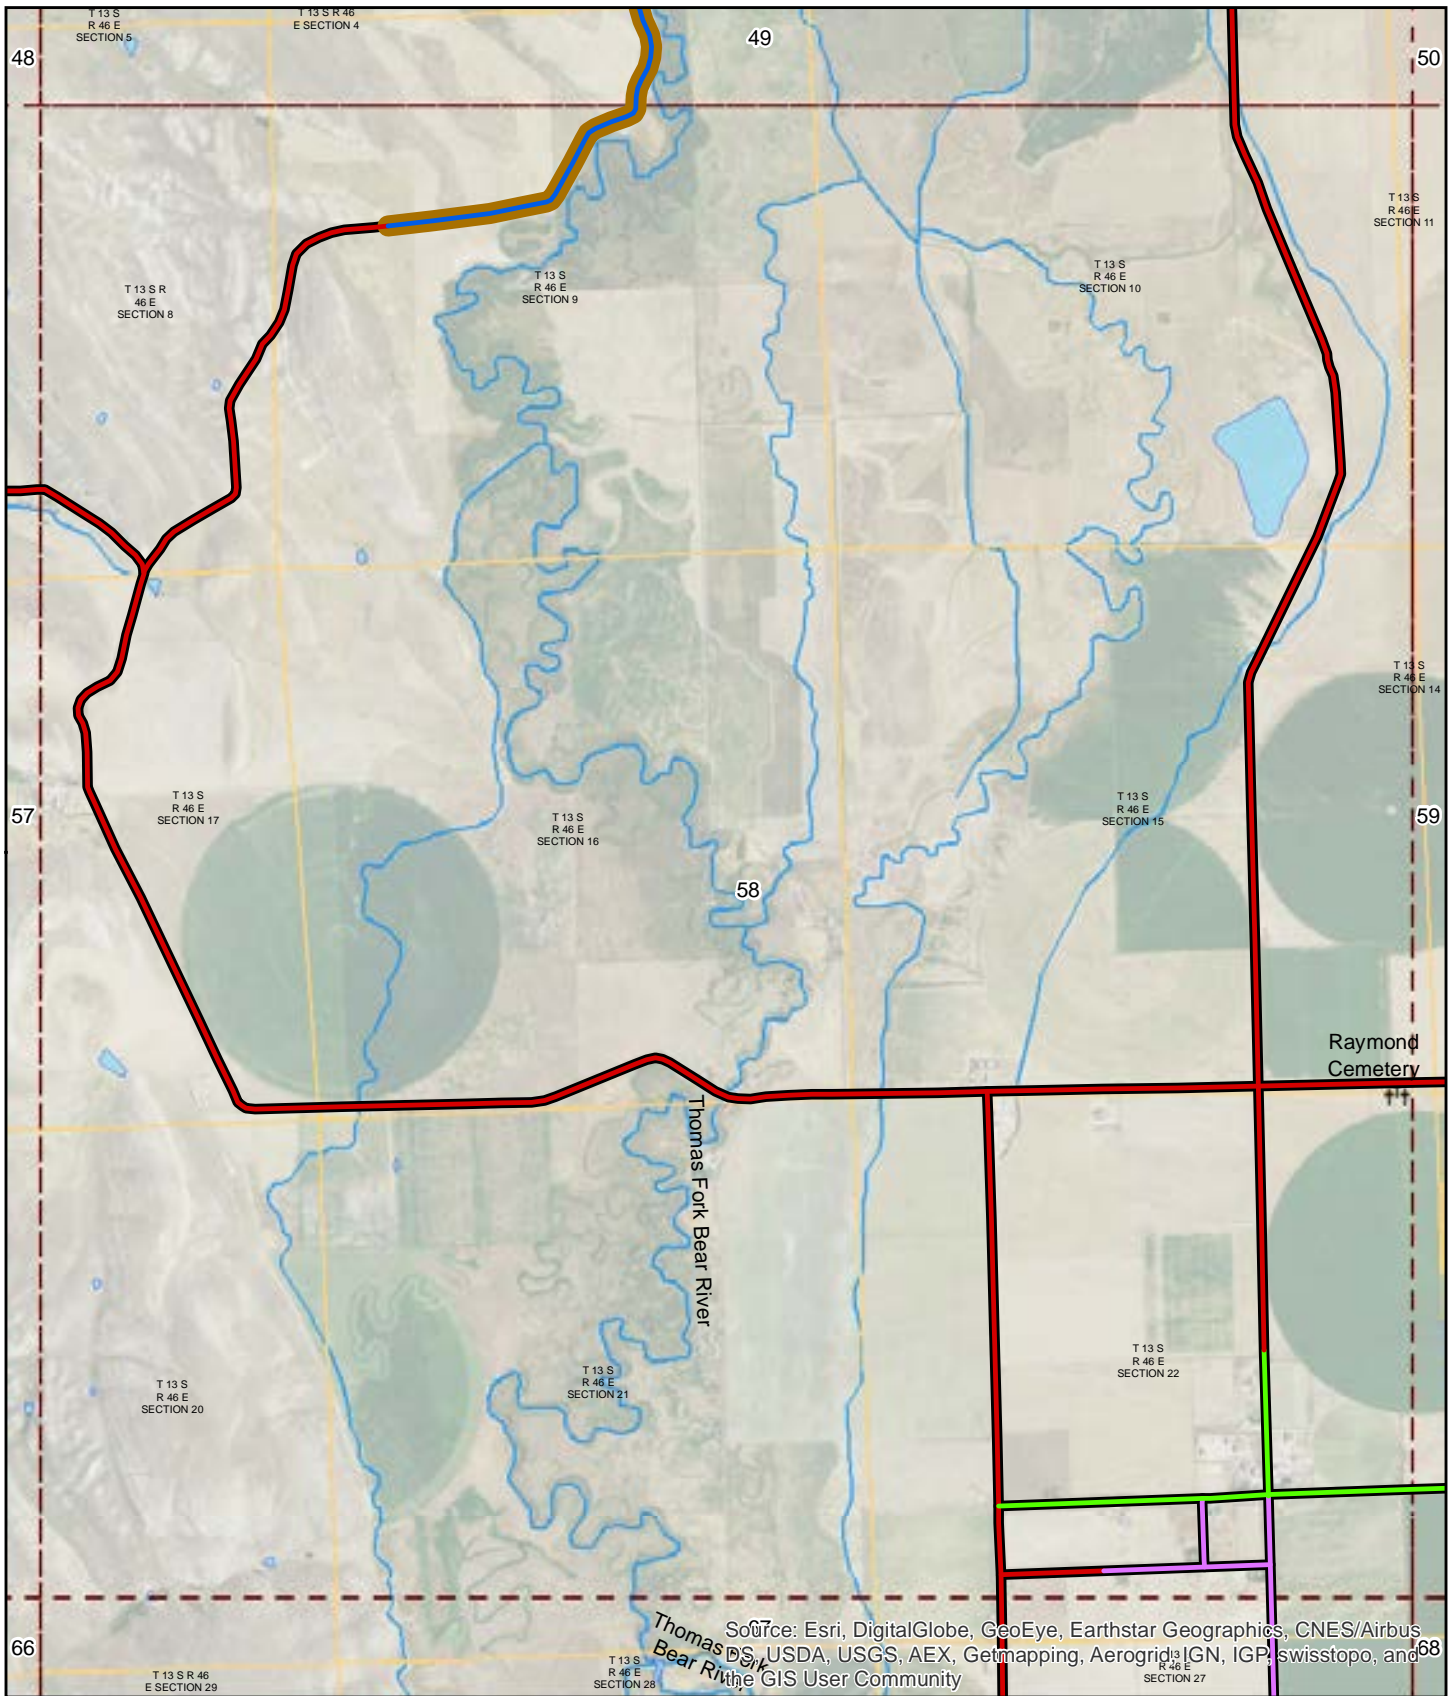 T 13 S
R 46 E
SECTION 5
T 13 S R 46
E SECTION 4
48
49
50
T 13 S
R 46 E
SECTION 11
T 13 S R
46 E
SECTION 8
T 13 S
R 46 E
SECTION 9
T 13 S
R 46 E
SECTION 10
T 13 S
R 46 E
SECTION 14
57
T 13 S
R 46 E
SECTION 17
T 13 S
R 46 E
SECTION 16
T 13 S
R 46 E
SECTION 15
59
58
Raymond
Cemetery
Thomas Fork Bear River
T 13 S
R 46 E
SECTION 20
T 13 S
R 46 E
SECTION 21
T 13 S
R 46 E
SECTION 22
66
67
68
Thomas Fork
Bear River
Source: Esri, DigitalGlobe, GeoEye, Earthstar Geographics, CNES/Airbus
DS, USDA, USGS, AEX, Getmapping, Aerogrid, IGN, IGP, swisstopo, and
the GIS User Community
T 13 S R 46
E SECTION 29
T 13 S
R 46 E
SECTION 28
R 46 E
SECTION 27